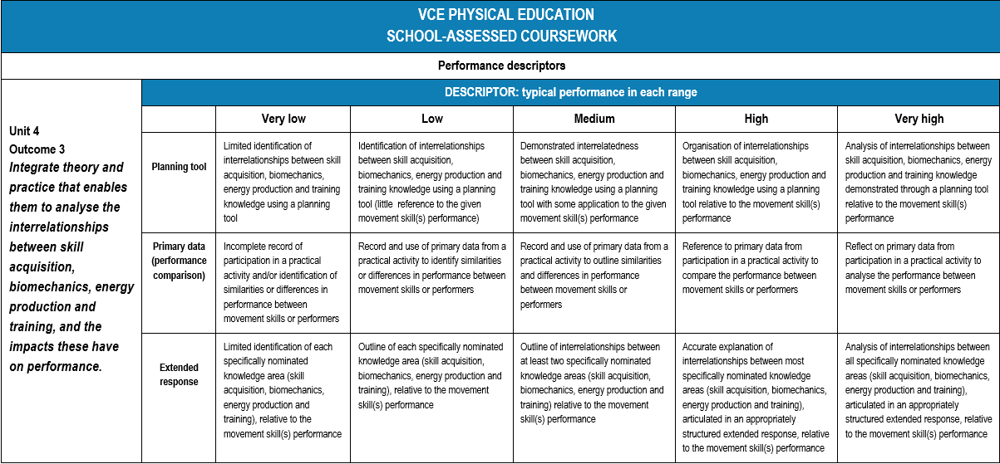 VCE PHYSICAL EDUCATION
SCHOOL-ASSESSED COURSEWORK
Performance descriptors
Unit 4
Outcome 3
Integrate theory and
practice that enables
them to analyse the
interrelationships
between skill
acquisition,
biomechanics, energy
production and
training, and the
impacts these have
on performance.
DESCRIPTOR: typical performance in each range
Very low
Low
Medium
High
Very high
Planning tool
Limited identification of
interrelationships between skill
acquisition, biomechanics,
energy production and training
knowledge using a planning
tool
Identification of interrelationships
between skill acquisition,
biomechanics, energy production and
training knowledge using a planning
tool (little reference to the given
movement skill(s) performance)
Demonstrated interrelatedness
between skill acquisition,
biomechanics, energy production and
training knowledge using a planning
tool with some application to the given
movement skill(s) performance
Organisation of interrelationships
between skill acquisition,
biomechanics, energy production and
training knowledge using a planning
tool relative to the movement skill(s)
performance
Analysis of interrelationships between
skill acquisition, biomechanics, energy
production and training knowledge
demonstrated through a planning tool
relative to the movement skill(s)
performance
Primary data
(performance
comparison)
Incomplete record of
participation in a practical
activity and/or identification of
similarities or differences in
performance between
movement skills or performers
Record and use of primary data from a
practical activity to identify similarities
or differences in performance between
movement skills or performers
Record and use of primary data from a
practical activity to outline similarities
and differences in performance
between movement skills or
performers
Reference to primary data from
participation in a practical activity to
compare the performance between
movement skills or performers
Reflect on primary data from
participation in a practical activity to
analyse the performance between
movement skills or performers
Extended
response
Limited identification of each
specifically nominated
knowledge area (skill
acquisition, biomechanics,
energy production and
training), relative to the
movement skill(s) performance
Outline of each specifically nominated
knowledge area (skill acquisition,
biomechanics, energy production and
training), relative to the movement
skill(s) performance
Outline of interrelationships between
at least two specifically nominated
knowledge areas (skill acquisition,
biomechanics, energy production and
training) relative to the movement
skill(s) performance
Accurate explanation of
interrelationships between most
specifically nominated knowledge
areas (skill acquisition, biomechanics,
energy production and training),
articulated in an appropriately
structured extended response, relative
to the movement skill(s) performance
Analysis of interrelationships between
all specifically nominated knowledge
areas (skill acquisition, biomechanics,
energy production and training),
articulated in an appropriately
structured extended response, relative
to the movement skill(s) performance